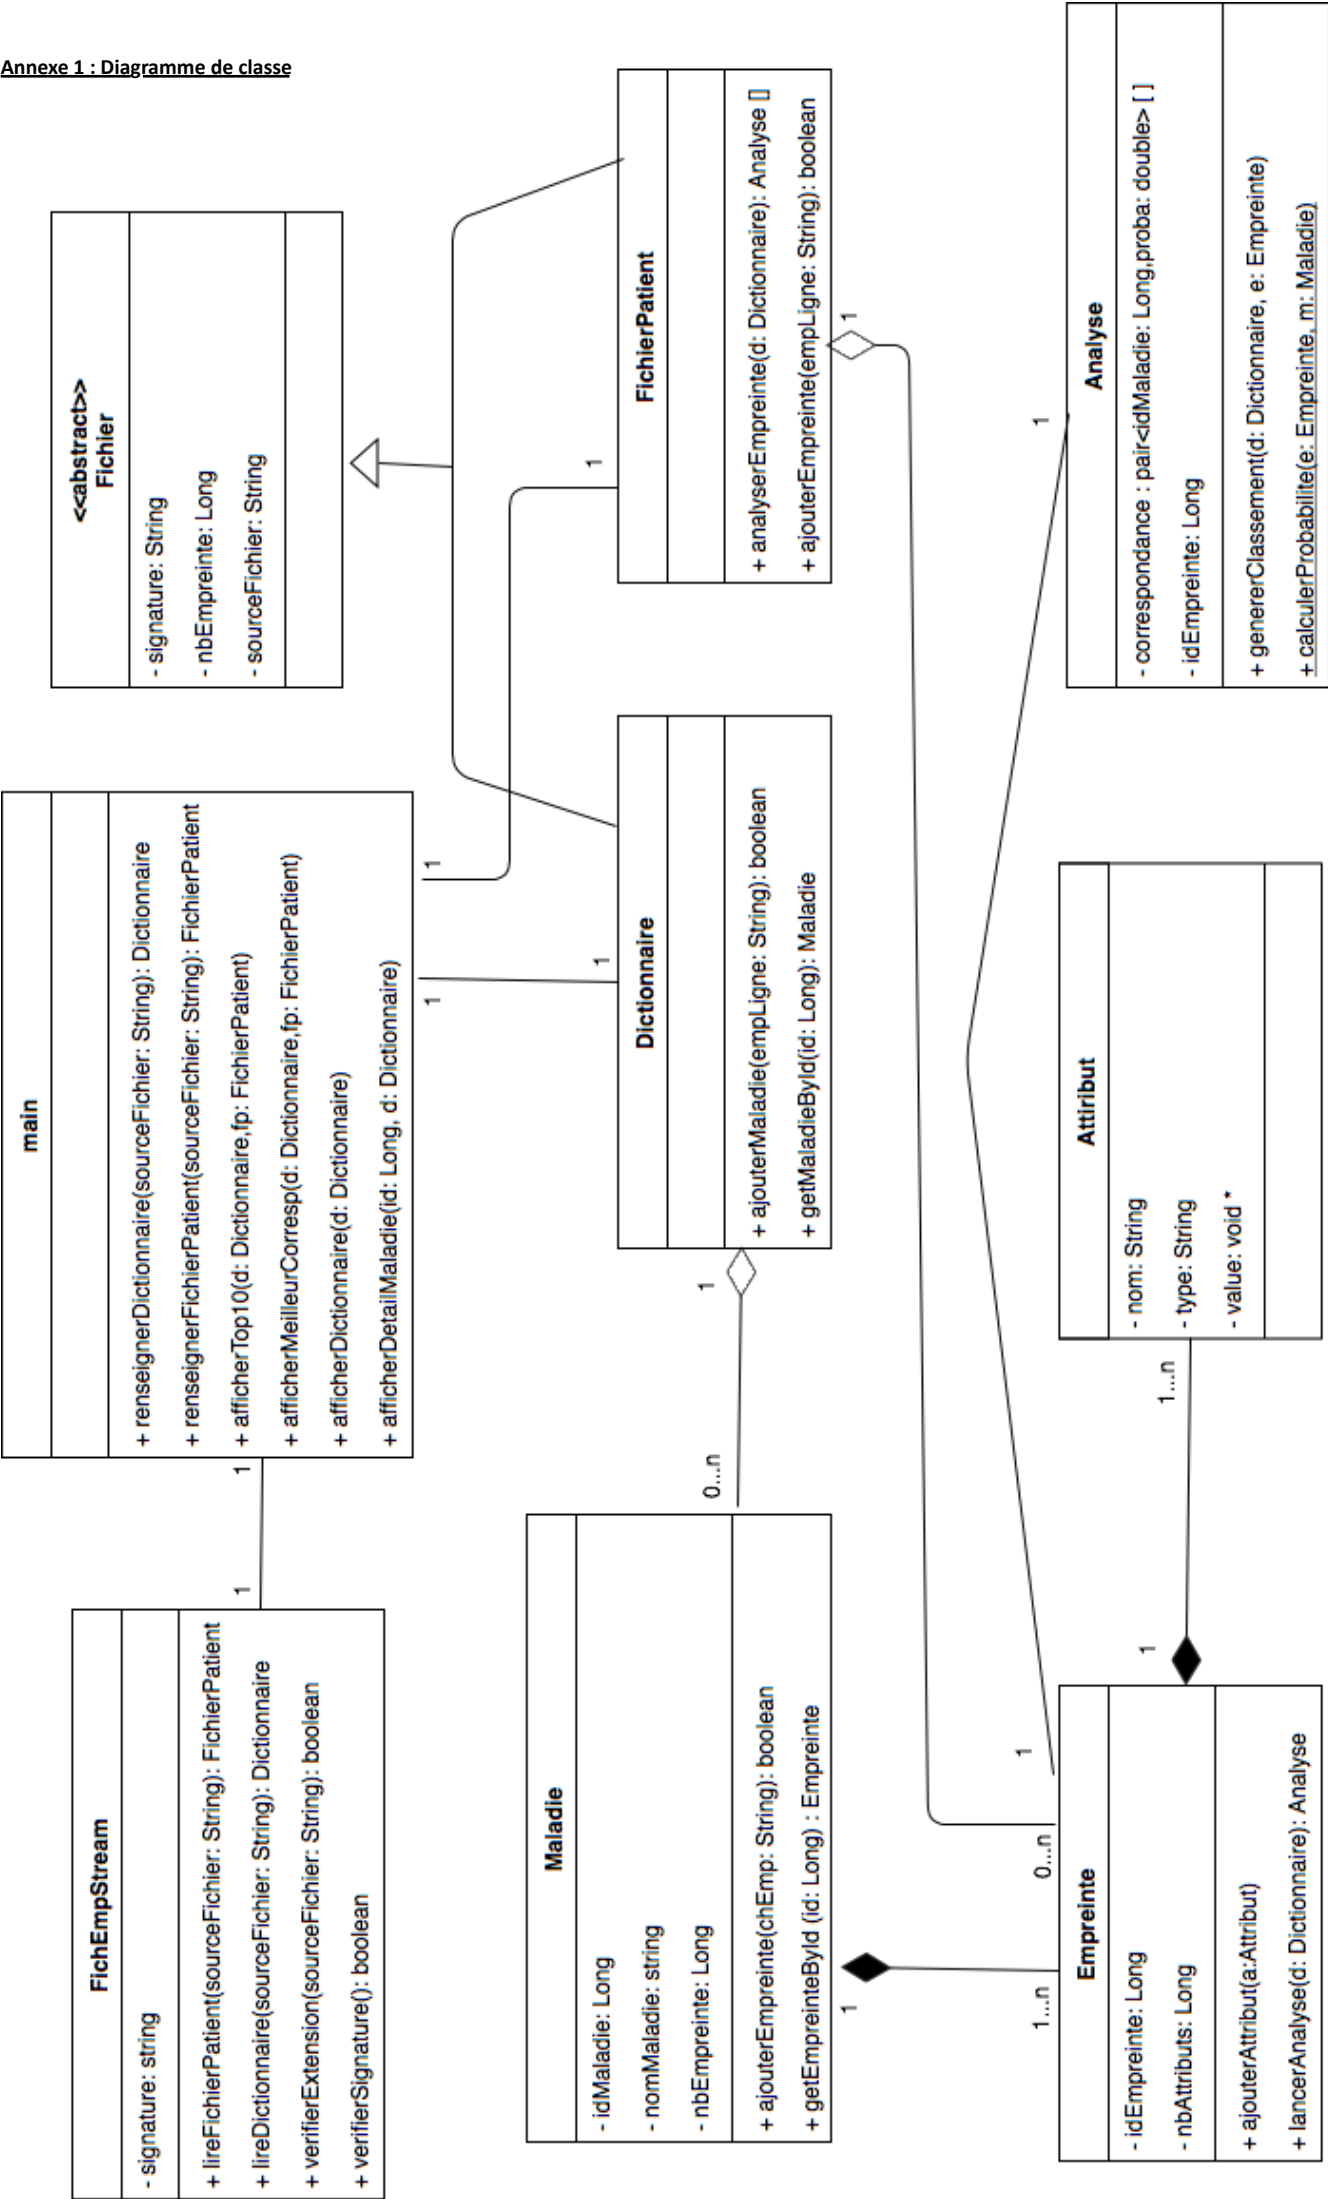 Annexe 1 : Diagramme de classe
FichEmpStream
- signature: string
+ lireFichierPatient(sourceFichier: String): FichierPatient
+ lireDictionnaire(sourceFichier: String): Dictionnaire
+ verifierExtension(sourceFichier: String): boolean
+ verifierSignature(): boolean
1
1
main
+ renseignerDictionnaire(sourceFichier: String): Dictionnaire
+ renseignerFichierPatient(sourceFichier: String): FichierPatient
+ afficherTop10(d: Dictionnaire,fp: FichierPatient)
+ afficherMeilleurCorresp(d: Dictionnaire,fp: FichierPatient)
+ afficherDictionnaire(d: Dictionnaire)
+ afficherDetailMaladie(id: Long, d: Dictionnaire)
1
1
1
1
<<abstract>>
Fichier
- signature: String
- nbEmpreinte: Long
- sourceFichier: String
Maladie
- idMaladie: Long
- nomMaladie: string
- nbEmpreinte: Long
+ ajouterEmpreinte(chEmp: String): boolean
+ getEmpreinteById (id: Long) : Empreinte
0...n
1
Dictionnaire
+ ajouterMaladie(empLigne: String): boolean
+ getMaladieById(id: Long): Maladie
FichierPatient
+ analyserEmpreinte(d: Dictionnaire): Analyse []
+ ajouterEmpreinte(empLigne: String): boolean
1
1
1...n
0...n
1
1
Empreinte
- idEmpreinte: Long
- nbAttributs: Long
+ ajouterAttribut(a:Attribut)
+ lancerAnalyse(d: Dictionnaire): Analyse
1
1...n
Attiribut
- nom: String
- type: String
- value: void *
Analyse
- correspondance : pair<idMaladie: Long,proba: double> [ ]
- idEmpreinte: Long
+ genererClassement(d: Dictionnaire, e: Empreinte)
+ calculerProbabilite(e: Empreinte, m: Maladie)